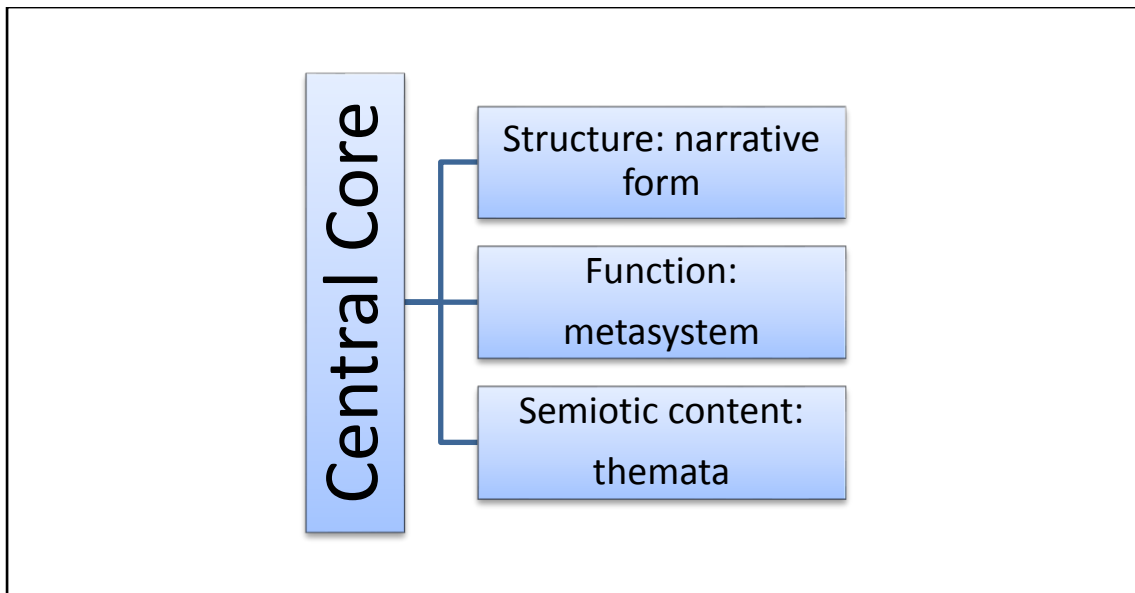 Central Core
Structure: narrative
form
Function:
metasystem
Semiotic content:
themata